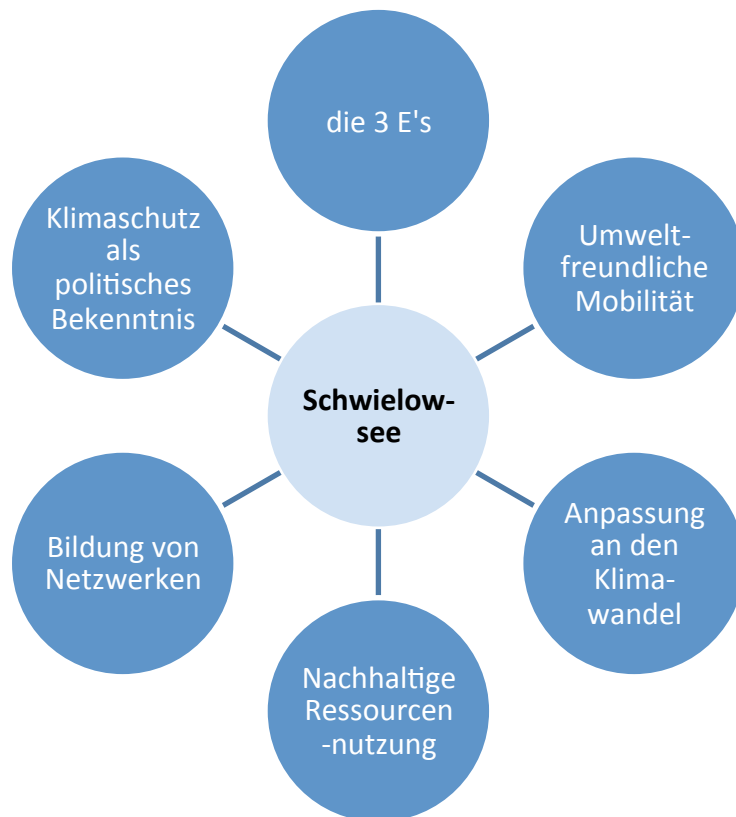 die 3 E's
Umwelt-
freundliche
Mobilität
Anpassung
an den
Klima-
wandel
Nachhaltige
Ressourcen
-nutzung
Bildung von
Netzwerken
Klimaschutz
als
politisches
Bekenntnis
Schwielow-
see